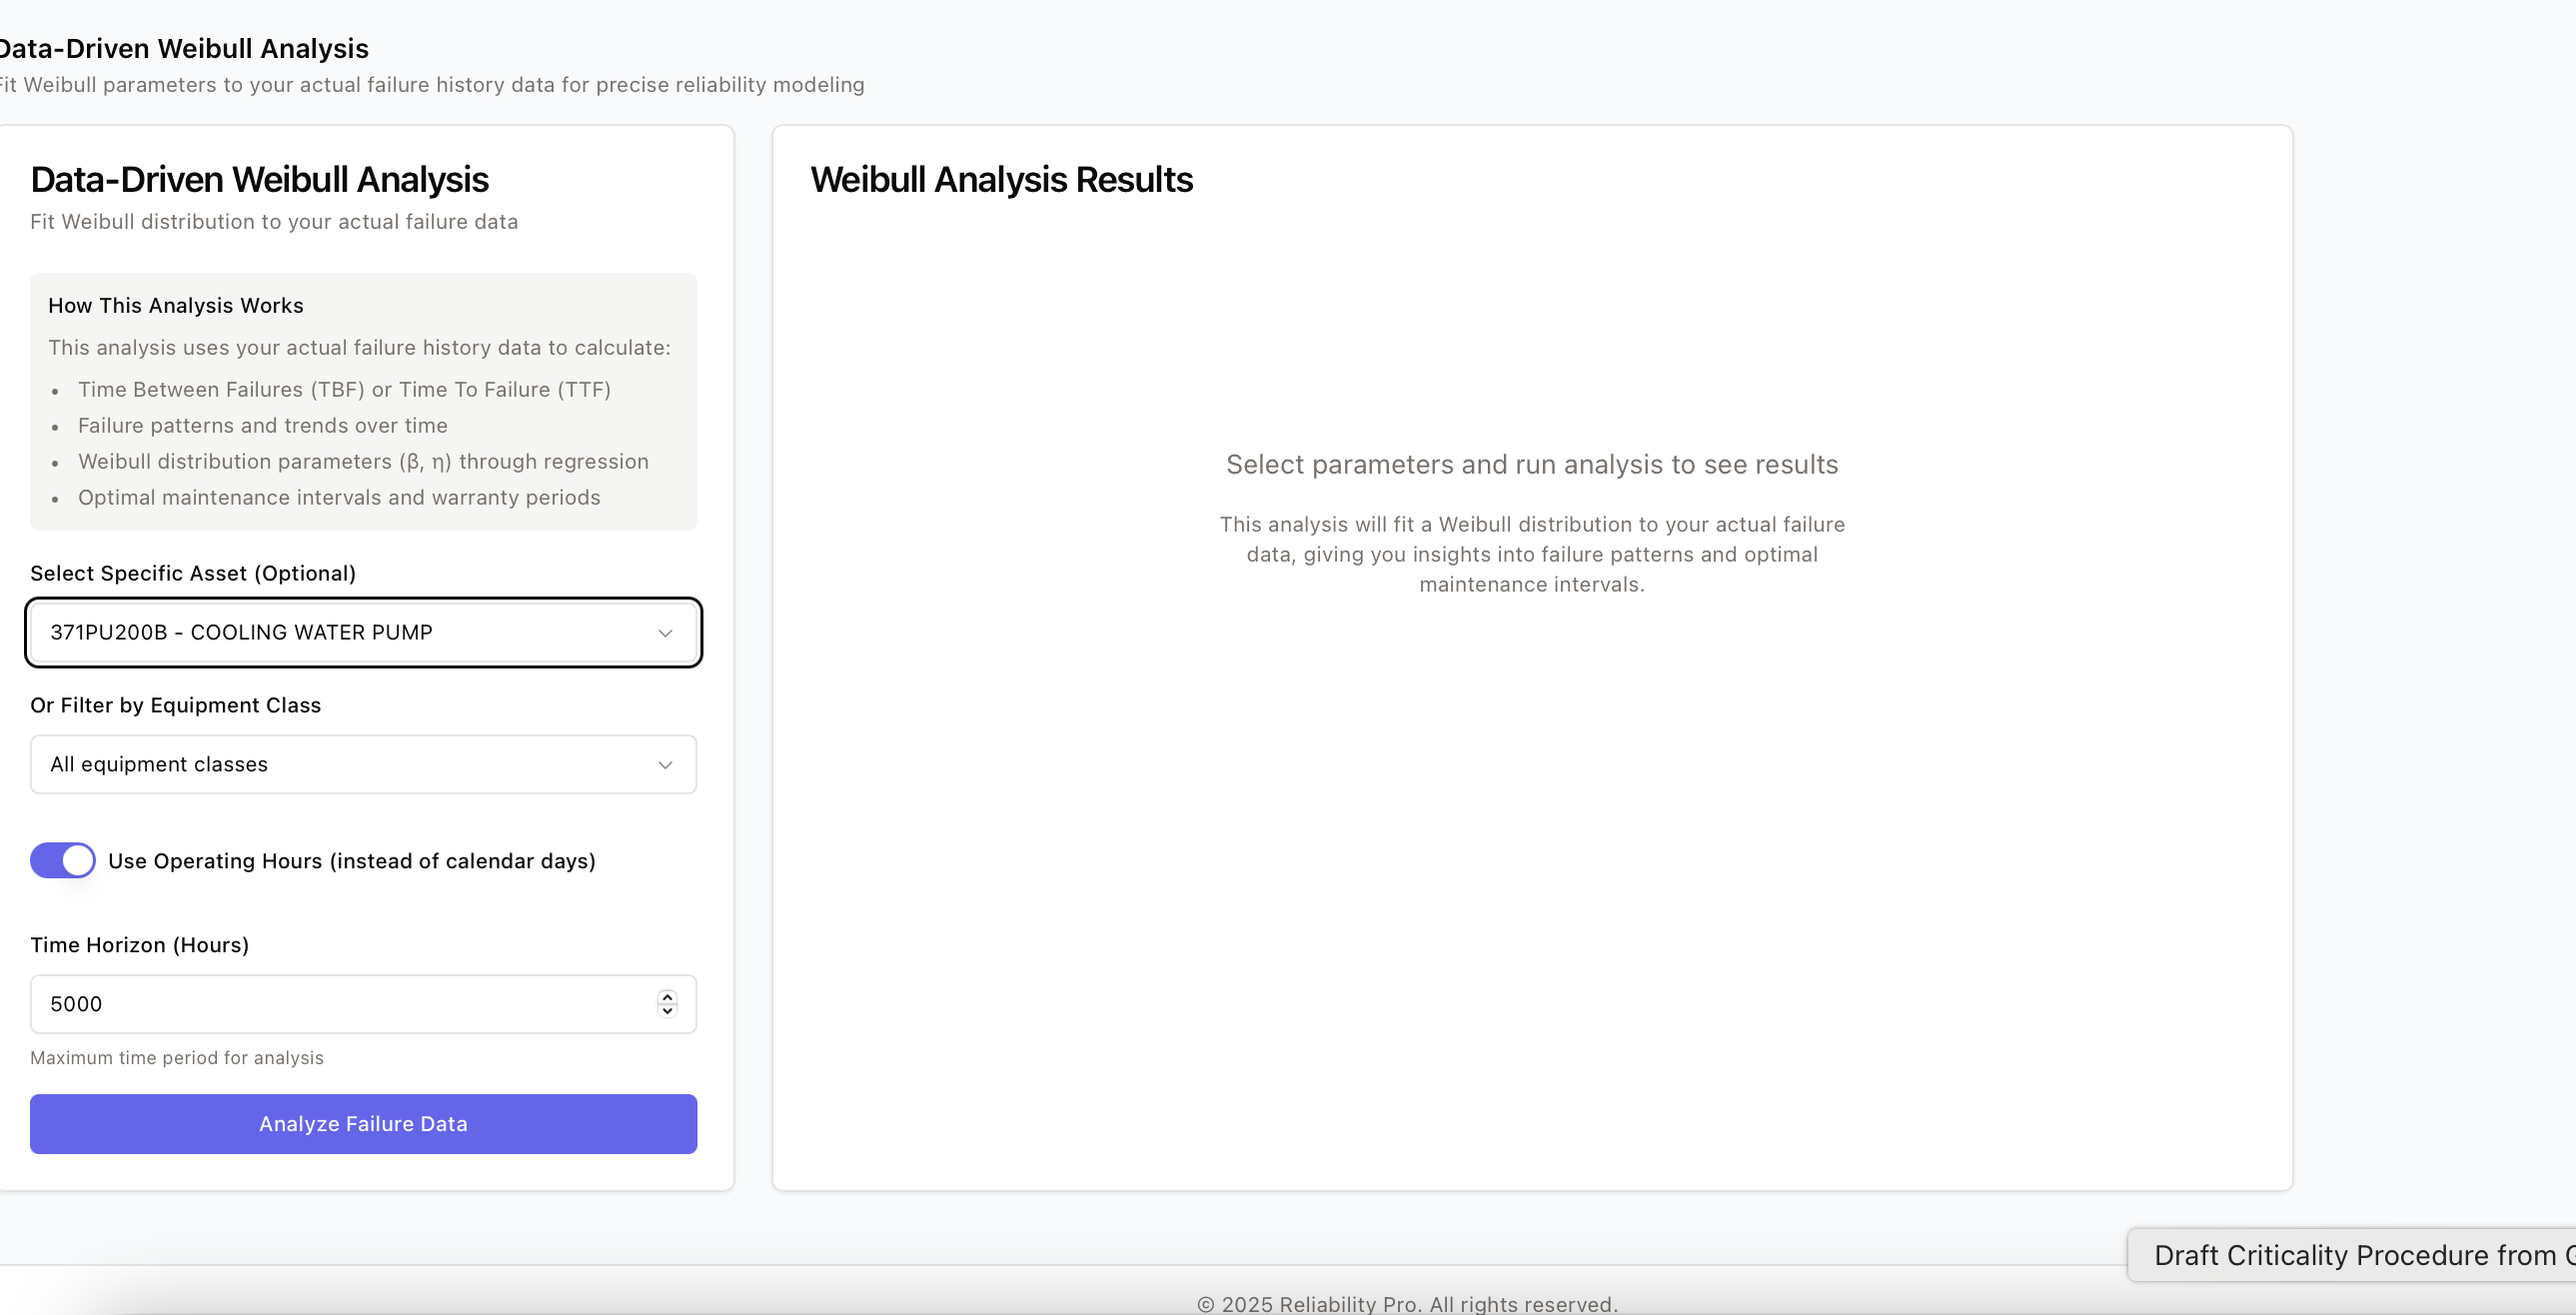 Data-Driven Weibull Analysis
Fit Weibull parameters to your actual failure history data for precise reliability modeling
Data-Driven Weibull Analysis
Fit Weibull distribution to your actual failure data
How This Analysis Works
This analysis uses your actual failure history data to calculate:
• Time Between Failures (TBF) or Time To Failure (TTF)
• Failure patterns and trends over time
• Weibull distribution parameters (β, η) through regression
• Optimal maintenance intervals and warranty periods
Select Specific Asset (Optional)
371PU200B - COOLING WATER PUMP
Or Filter by Equipment Class
All equipment classes
Use Operating Hours (instead of calendar days)
Time Horizon (Hours)
5000
Maximum time period for analysis
Analyze Failure Data
Weibull Analysis Results
Select parameters and run analysis to see results
This analysis will fit a Weibull distribution to your actual failure
data, giving you insights into failure patterns and optimal
maintenance intervals.
Draft Criticality Procedure from
© 2025 Reliability Pro. All rights reserved.